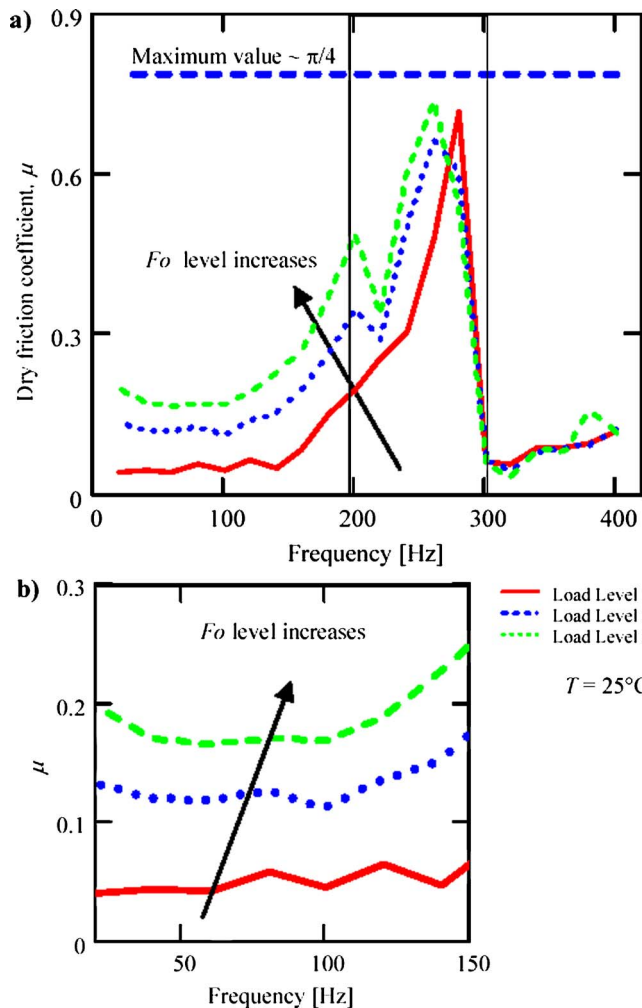 a)
0.9
Maximum value ~ π/4
0.6
Fo level increases
0.3
0
Dry friction coefficient, μ
0 100 200 300 400
Frequency [Hz]
b)
0.3
Fo level increases
0.2
0.1
0
μ
50 100 150
Frequency [Hz]
Load Level
Load Level
Load Level
T = 25°